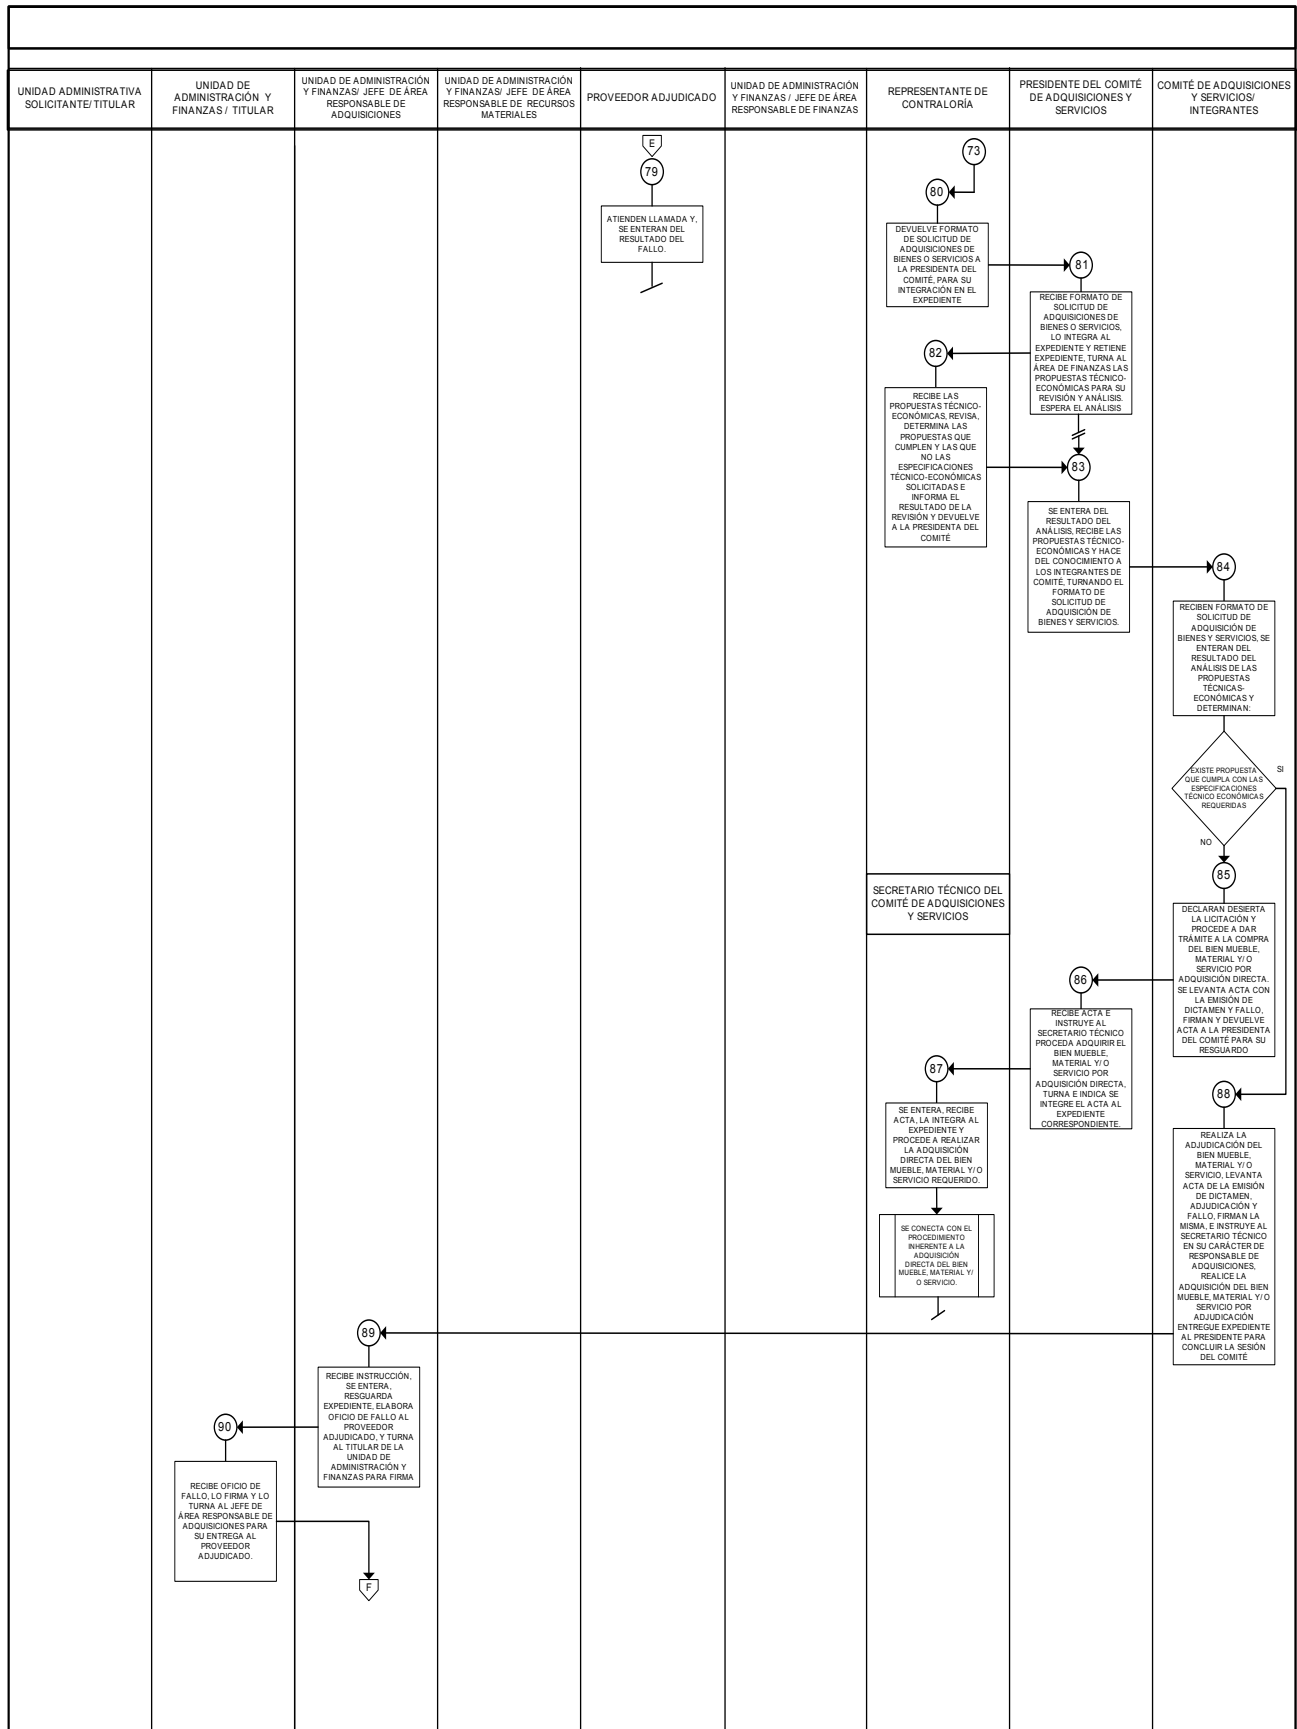 UNIDAD ADMINISTRATIVA
SOLICITANTE/ TITULAR
UNIDAD DE
ADMINISTRACIÓN Y
FINANZAS / TITULAR
UNIDAD DE ADMINISTRACIÓN
Y FINANZAS/ JEFE DE ÁREA
RESPONSABLE DE
ADQUISICIONES
UNIDAD DE ADMINISTRACIÓN
Y FINANZAS/ JEFE DE ÁREA
RESPONSABLE DE RECURSOS
MATERIALES
PROVEEDOR ADJUDICADO
UNIDAD DE ADMINISTRACIÓN
Y FINANZAS / JEFE DE ÁREA
RESPONSABLE DE FINANZAS
REPRESENTANTE DE
CONTRALORÍA
PRESIDENTE DEL COMITÉ
DE ADQUISICIONES Y
SERVICIOS
COMITÉ DE ADQUISICIONES
Y SERVICIOS/
INTEGRANTES
E
79
ATIENDEN LLAMADA Y,
SE ENTERAN DEL
RESULTADO DEL
FALLO.
73
80
DEVUELVE FORMATO
DE SOLICITUD DE
ADQUISICIONES DE
BIENES O SERVICIOS A
LA PRESIDENTA DEL
COMITÉ, PARA SU
INTEGRACIÓN EN EL
EXPEDIENTE
81
RECIBE FORMATO DE
SOLICITUD DE
ADQUISICIONES DE
BIENES O SERVICIOS,
LO INTEGRA AL
EXPEDIENTE Y RETIENE
EXPEDIENTE, TURNA AL
ÁREA DE FINANZAS LAS
PROPUESTAS TÉCNICO-
ECONÓMICAS PARA SU
REVISIÓN Y ANÁLISIS.
ESPERA EL ANÁLISIS
82
RECIBE LAS
PROPUESTAS TÉCNICO-
ECONÓMICAS, REVISA,
DETERMINA LAS
PROPUESTAS QUE
CUMPLEN Y LAS QUE
NO LAS
ESPECIFICACIONES
TÉCNICO-ECONÓMICAS
SOLICITADAS E
INFORMA EL
RESULTADO DE LA
REVISIÓN Y DEVUELVE
A LA PRESIDENTA DEL
COMITÉ
83
SE ENTERA DEL
RESULTADO DEL
ANÁLISIS, RECIBE LAS
PROPUESTAS TÉCNICO-
ECONÓMICAS Y HACE
DEL CONOCIMIENTO A
LOS INTEGRANTES DE
COMITÉ, TURNANDO EL
FORMATO DE
SOLICITUD DE
ADQUISICIÓN DE
BIENES Y SERVICIOS.
84
RECIBEN FORMATO DE
SOLICITUD DE
ADQUISICIÓN DE
BIENES Y SERVICIOS, SE
ENTERAN DEL
RESULTADO DEL
ANÁLISIS DE LAS
PROPUESTAS
TÉCNICAS-
ECONÓMICAS Y
DETERMINAN:
EXISTE PROPUESTA
QUE CUMPLA CON LAS
ESPECIFICACIONES
TÉCNICO ECONÓMICAS
REQUERIDAS
SI
NO
85
DECLARAN DESIERTA
LA LICITACIÓN Y
PROCEDE A DAR
TRÁMITE A LA COMPRA
DEL BIEN MUEBLE,
MATERIAL Y/ O
SERVICIO POR
ADQUISICIÓN DIRECTA.
SE LEVANTA ACTA CON
LA EMISIÓN DE
DICTAMEN Y FALLO,
FIRMAN Y DEVUELVE
ACTA A LA PRESIDENTA
DEL COMITÉ PARA SU
RESGUARDO
SECRETARIO TÉCNICO DEL
COMITÉ DE ADQUISICIONES
Y SERVICIOS
86
RECIBE ACTA E
INSTRUYE AL
SECRETARIO TÉCNICO
PROCEDA ADQUIRIR EL
BIEN MUEBLE,
MATERIAL Y/ O
SERVICIO POR
ADQUISICIÓN DIRECTA,
TURNA E INDICA SE
INTEGRE EL ACTA AL
EXPEDIENTE
CORRESPONDIENTE.
87
SE ENTERA, RECIBE
ACTA, LA INTEGRA AL
EXPEDIENTE Y
PROCEDE A REALIZAR
LA ADQUISICIÓN
DIRECTA DEL BIEN
MUEBLE, MATERIAL Y/ O
SERVICIO REQUERIDO.
SE CONECTA CON EL
PROCEDIMIENTO
INHERENTE A LA
ADQUISICIÓN
DIRECTA DEL BIEN
MUEBLE, MATERIAL Y/
O SERVICIO.
88
REALIZA LA
ADJUDICACIÓN DEL
BIEN MUEBLE,
MATERIAL Y/ O
SERVICIO, LEVANTA
ACTA DE LA EMISIÓN
DE DICTAMEN,
ADJUDICACIÓN Y
FALLO, FIRMAN LA
MISMA, E INSTRUYE AL
SECRETARIO TÉCNICO
EN SU CARÁCTER DE
RESPONSABLE DE
ADQUISICIONES,
REALICE LA
ADQUISICIÓN DEL BIEN
MUEBLE, MATERIAL Y/ O
SERVICIO POR
ADJUDICACIÓN
ENTREGUE EXPEDIENTE
AL PRESIDENTE PARA
CONCLUIR LA SESIÓN
DEL COMITÉ
89
RECIBE INSTRUCCIÓN,
SE ENTERA,
RESGUARDA
EXPEDIENTE, ELABORA
OFICIO DE FALLO AL
PROVEEDOR
ADJUDICADO, Y TURNA
AL TITULAR DE LA
UNIDAD DE
ADMINISTRACIÓN Y
FINANZAS PARA FIRMA
90
RECIBE OFICIO DE
FALLO, LO FIRMA Y LO
TURNA AL JEFE DE
ÁREA RESPONSABLE DE
ADQUISICIONES PARA
SU ENTREGA AL
PROVEEDOR
ADJUDICADO.
F